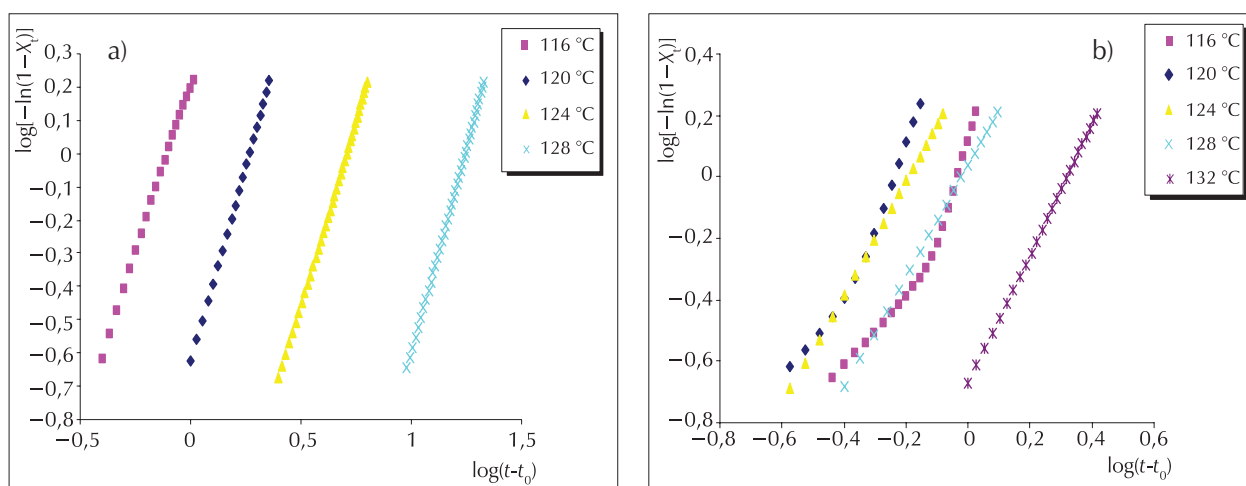 a)
log[−ln(1−Xt)]
0,3
0,2
0,1
0
−0,1
−0,2
−0,3
−0,4
−0,5
−0,6
−0,7
−0,8
−0,5
0
0,5
1
1,5
log(t-t0)
116 °C
120 °C
124 °C
128 °C
b)
log[−ln(1−Xt)]
0,4
0,2
0
−0,2
−0,4
−0,6
−0,8
−0,8
−0,6
−0,4
−0,2
0
0,2
0,4
0,6
log(t-t0)
116 °C
120 °C
124 °C
128 °C
132 °C